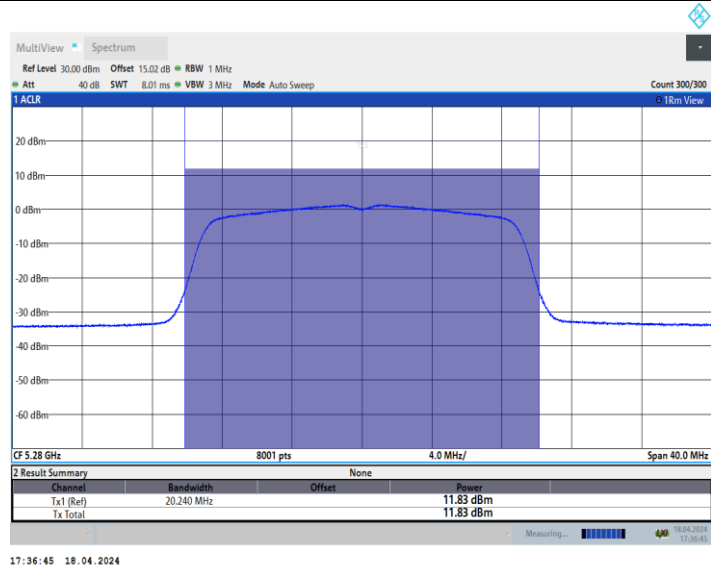 MultiView Spectrum
Ref Level 30.00 dBm Offset 15.02 dB RBW 1 MHz
Att 40 dB SWT 8.01 ms VBW 3 MHz Mode Auto Sweep Count 300/300
1 ACLR 1Rm View
20 dBm
10 dBm
0 dBm
-10 dBm
-20 dBm
-30 dBm
-40 dBm
-50 dBm
-60 dBm
CF 5.28 GHz 8001 pts 4.0 MHz/ Span 40.0 MHz
2 Result Summary None
Channel Bandwidth Offset Power
Tx1 (Ref) 20.240 MHz 11.83 dBm
Tx Total 11.83 dBm
Measuring... 18.04.2024
17:36:45
17:36:45 18.04.2024